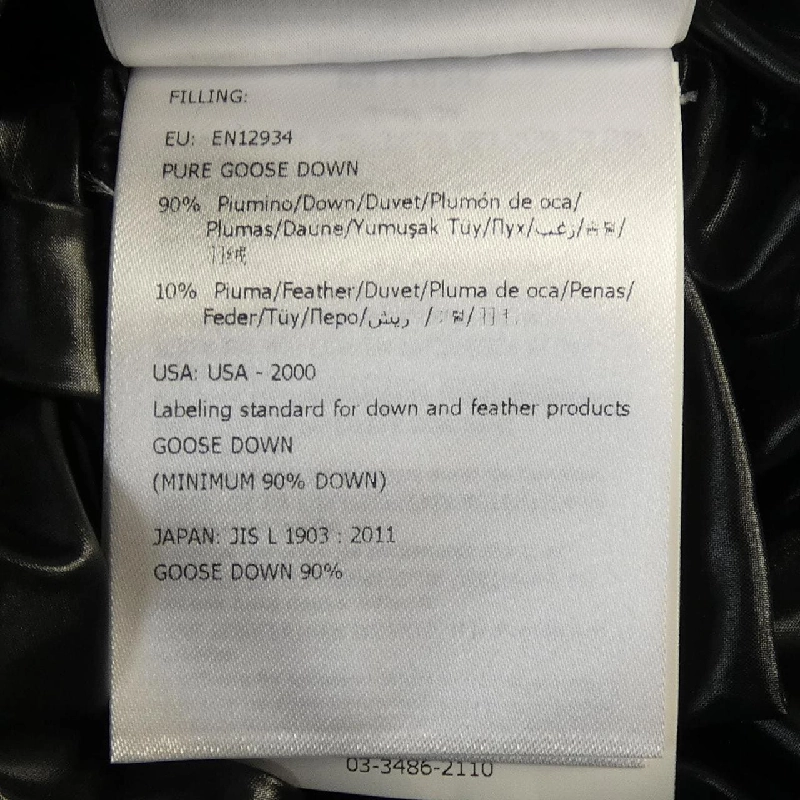 FILLING:
EU: EN12934
PURE GOOSE DOWN
90% Piumino/Down/Duvet/Plumón de oca/
Plumas/Daune/Yumuşak Tüy/Пух/زغب/
10% Piuma/Feather/Duvet/Pluma de oca/Penas/
Feder/Tüy/Перо/ريش /
USA: USA - 2000
Labeling standard for down and feather products
GOOSE DOWN
(MINIMUM 90% DOWN)
JAPAN: JIS L 1903 : 2011
GOOSE DOWN 90%
03-3486-2110